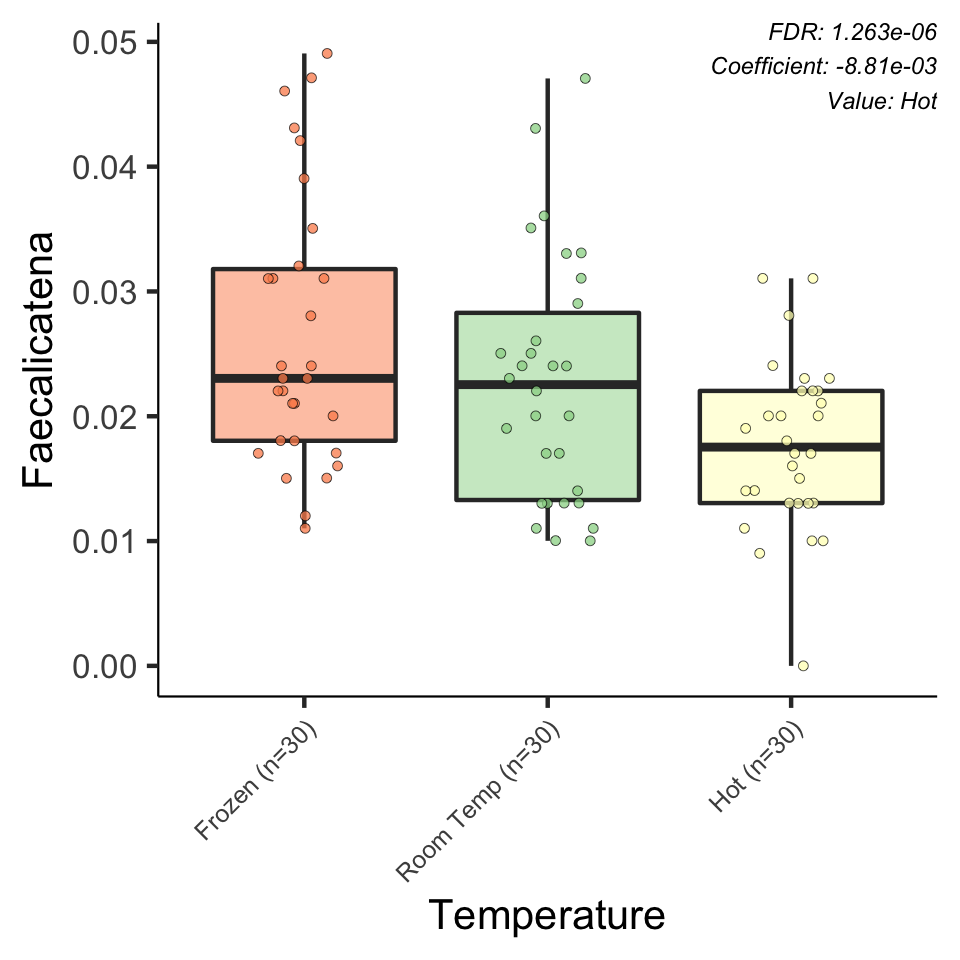 FDR: 1.263e-06
Coefficient: -8.81e-03
Value: Hot
0.05
0.04
0.03
0.02
0.01
0.00
Faecalicatena
Frozen (n=30)
Room Temp (n=30)
Hot (n=30)
Temperature